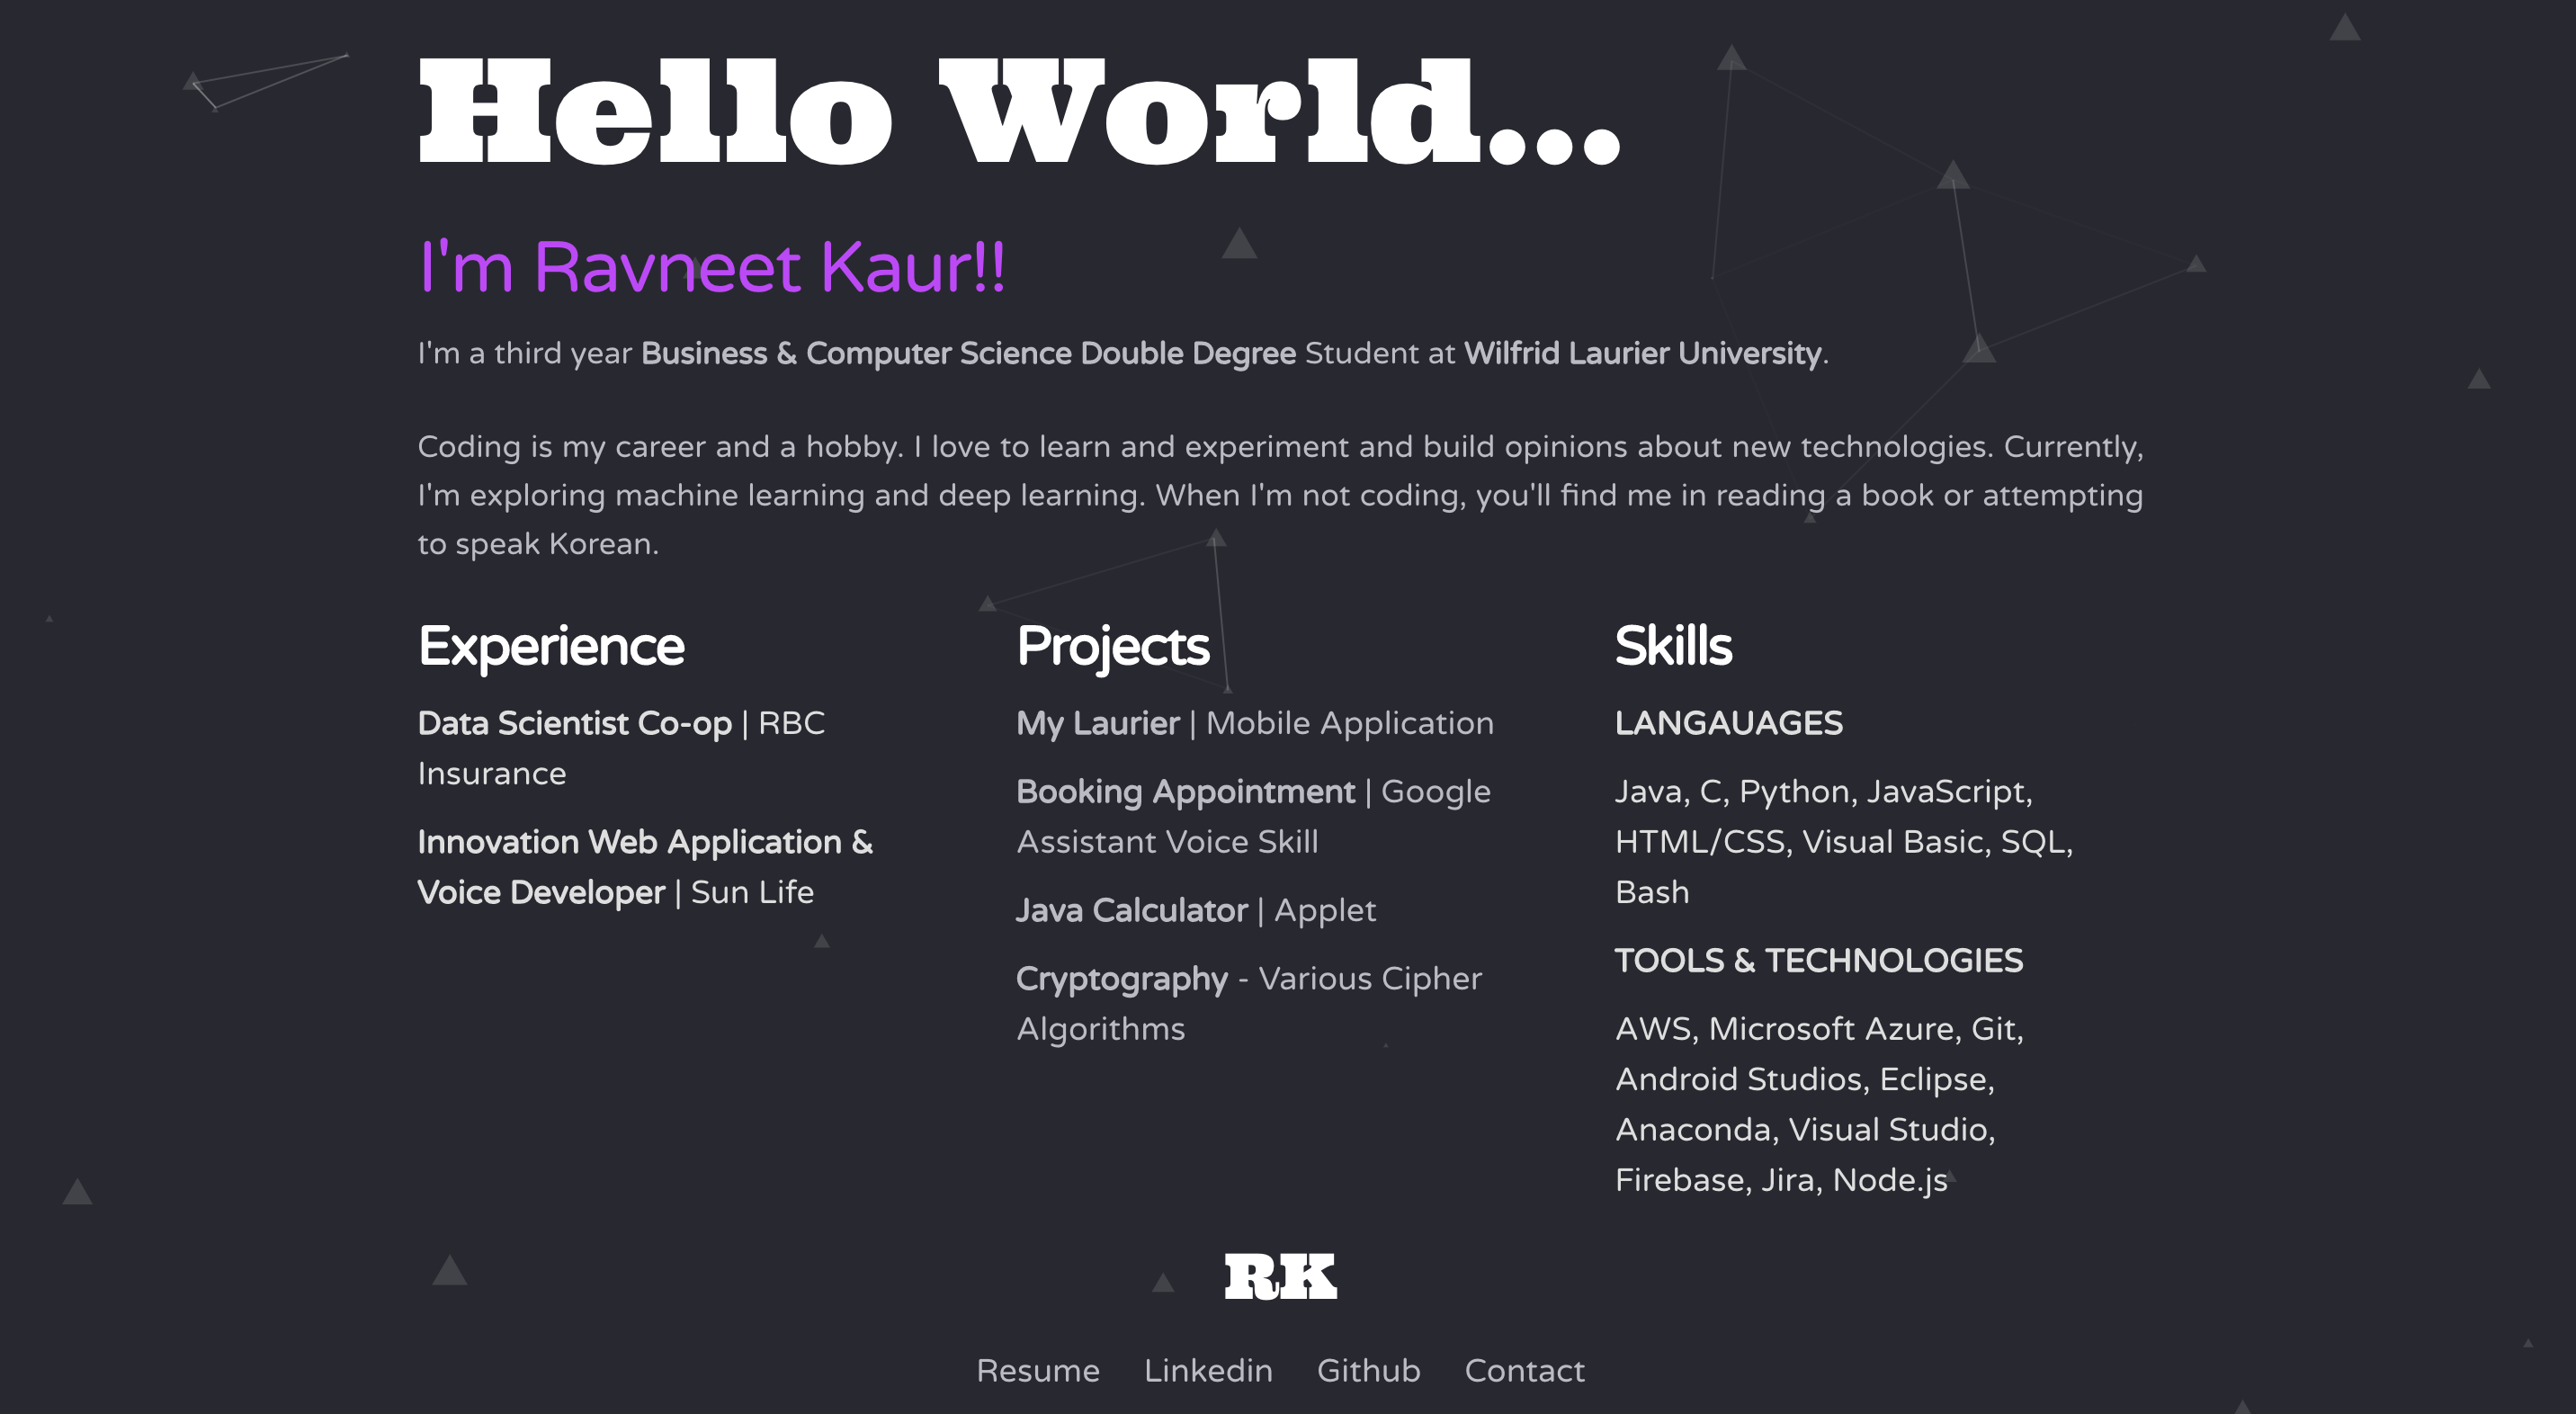 Hello World...
I'm Ravneet Kaur!!
I'm a third year Business & Computer Science Double Degree Student at Wilfrid Laurier University.
Coding is my career and a hobby. I love to learn and experiment and build opinions about new technologies. Currently,
I'm exploring machine learning and deep learning. When I'm not coding, you'll find me in reading a book or attempting
to speak Korean.
Experience
Data Scientist Co-op | RBC
Insurance
Innovation Web Application &
Voice Developer | Sun Life
Projects
My Laurier | Mobile Application
Booking Appointment | Google
Assistant Voice Skill
Java Calculator | Applet
Cryptography - Various Cipher
Algorithms
Skills
LANGAUAGES
Java, C, Python, JavaScript,
HTML/CSS, Visual Basic, SQL,
Bash
TOOLS & TECHNOLOGIES
AWS, Microsoft Azure, Git,
Android Studios, Eclipse,
Anaconda, Visual Studio,
Firebase, Jira, Node.js
RK
Resume Linkedin Github Contact